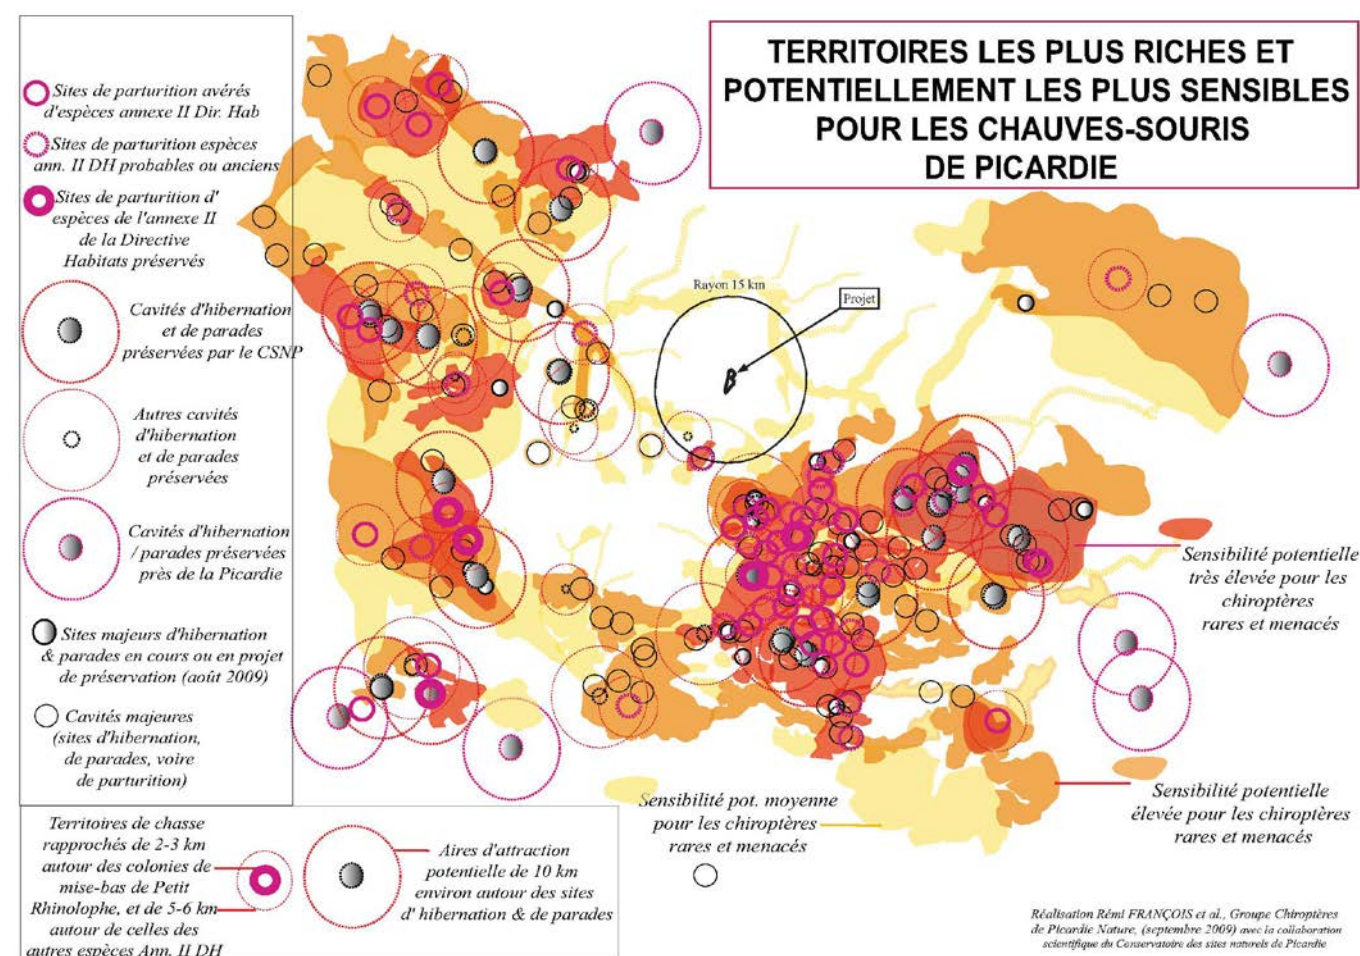 TERRITOIRES LES PLUS RICHES ET
POTENTIELLEMENT LES PLUS SENSIBLES
POUR LES CHAUVES-SOURIS
DE PICARDIE
Sites de parturition avérés
d'espèces annexe II Dir. Hab
Sites de parturition espèces
ann. II DH probables ou anciens
Sites de parturition d'
espèces de l'annexe II
de la Directive
Habitats préservés
Cavités d'hibernation
et de parades
préservées par le CSNP
Autres cavités
d'hibernation
et de parades
préservées
Cavités d'hibernation
/ parades préservées
près de la Picardie
Sites majeurs d'hibernation
& parades en cours ou en projet
de préservation (août 2009)
Cavités majeures
(sites d'hibernation,
de parades, voire
de parturition)
Rayon 15 km
Projet
Sensibilité potentielle
très élevée pour les
chiroptères
rares et menacés
Sensibilité pot. moyenne
pour les chiroptères
rares et menacés
Sensibilité potentielle
élevée pour les chiroptères
rares et menacés
Territoires de chasse
rapprochés de 2-3 km
autour des colonies de
mise-bas de Petit
Rhinolophe, et de 5-6 km
autour de celles des
autres espèces Ann. II DH
Aires d'attraction
potentielle de 10 km
environ autour des sites
d' hibernation & de parades
Réalisation Rémi FRANÇOIS et al., Groupe Chiroptères
de Picardie Nature, (septembre 2009) avec la collaboration
scientifique du Conservatoire des sites naturels de Picardie